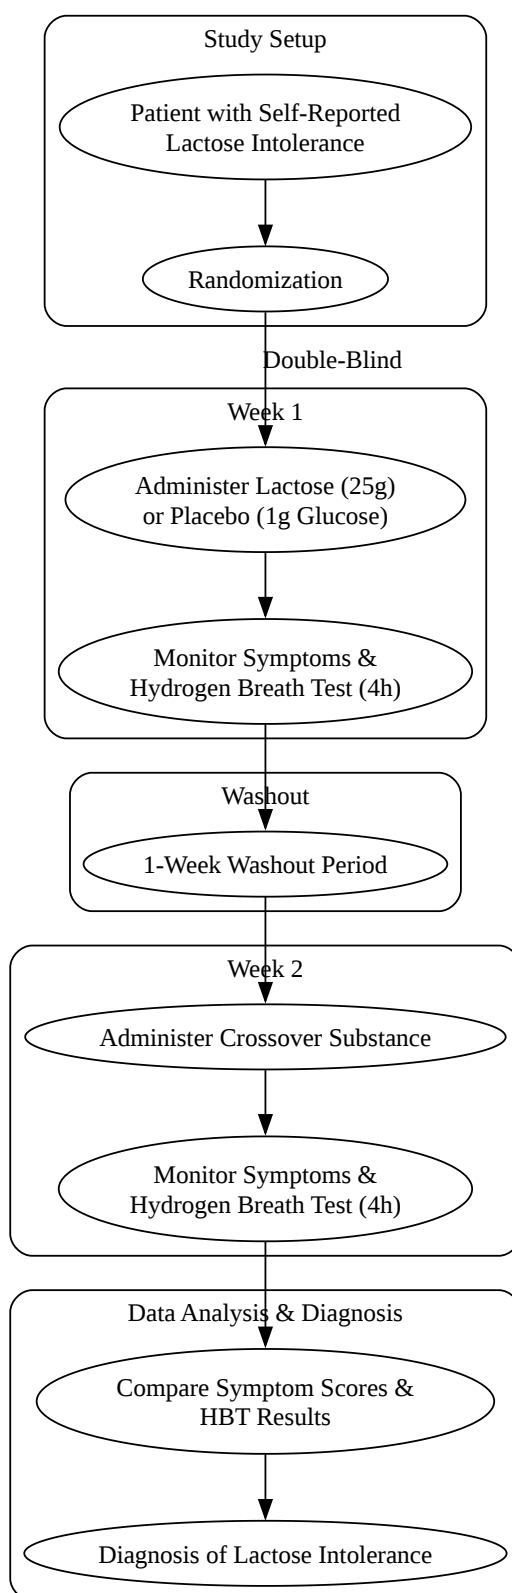 Study Setup
Patient with Self-Reported
Lactose Intolerance
Randomization
Double-Blind
Week 1
Administer Lactose (25g)
or Placebo (1g Glucose)
Monitor Symptoms &
Hydrogen Breath Test (4h)
Washout
1-Week Washout Period
Week 2
Administer Crossover Substance
Monitor Symptoms &
Hydrogen Breath Test (4h)
Data Analysis & Diagnosis
Compare Symptom Scores &
HBT Results
Diagnosis of Lactose Intolerance